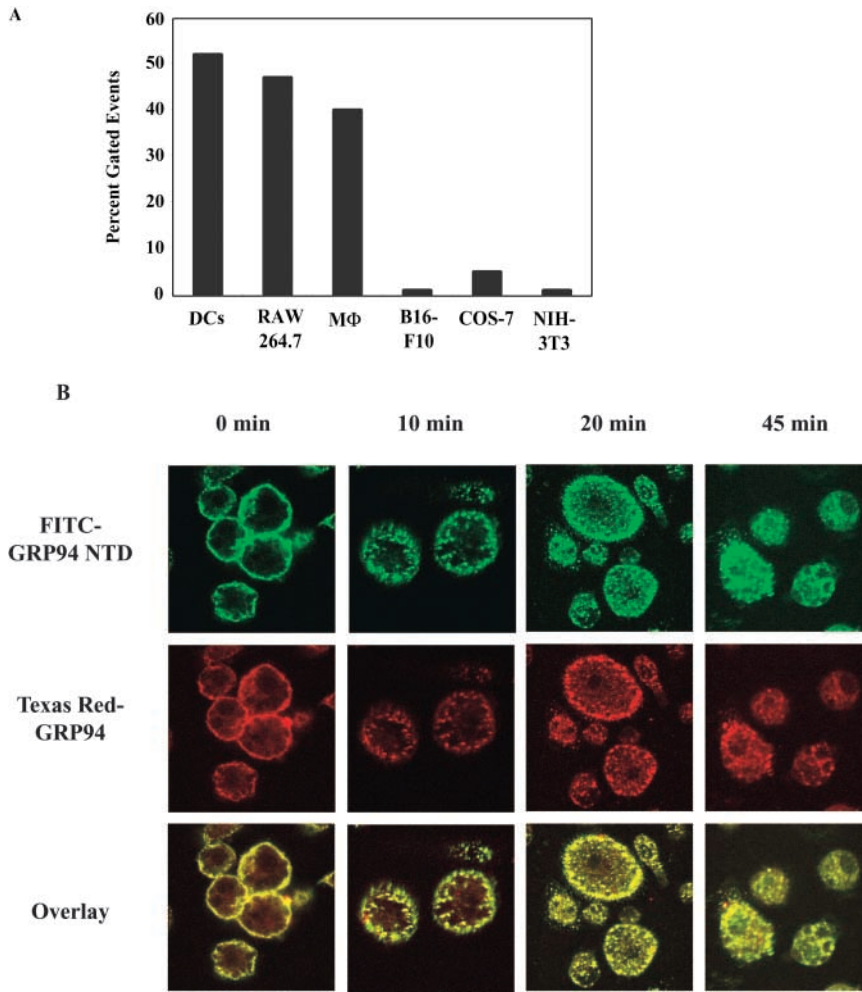 A
Percent Gated Events
60
50
40
30
20
10
0
DCs RAW 264.7 MΦ B16-F10 COS-7 NIH-3T3
B
0 min 10 min 20 min 45 min
FITC-
GRP94 NTD
Texas Red-
GRP94
Overlay